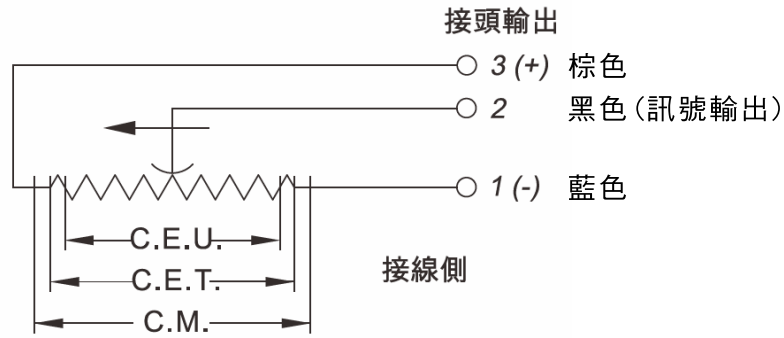 接頭輸出
3 (+) 棕色
2 黑色(訊號輸出)
1 (-) 藍色
C.E.U.
C.E.T.
接線側
C.M.